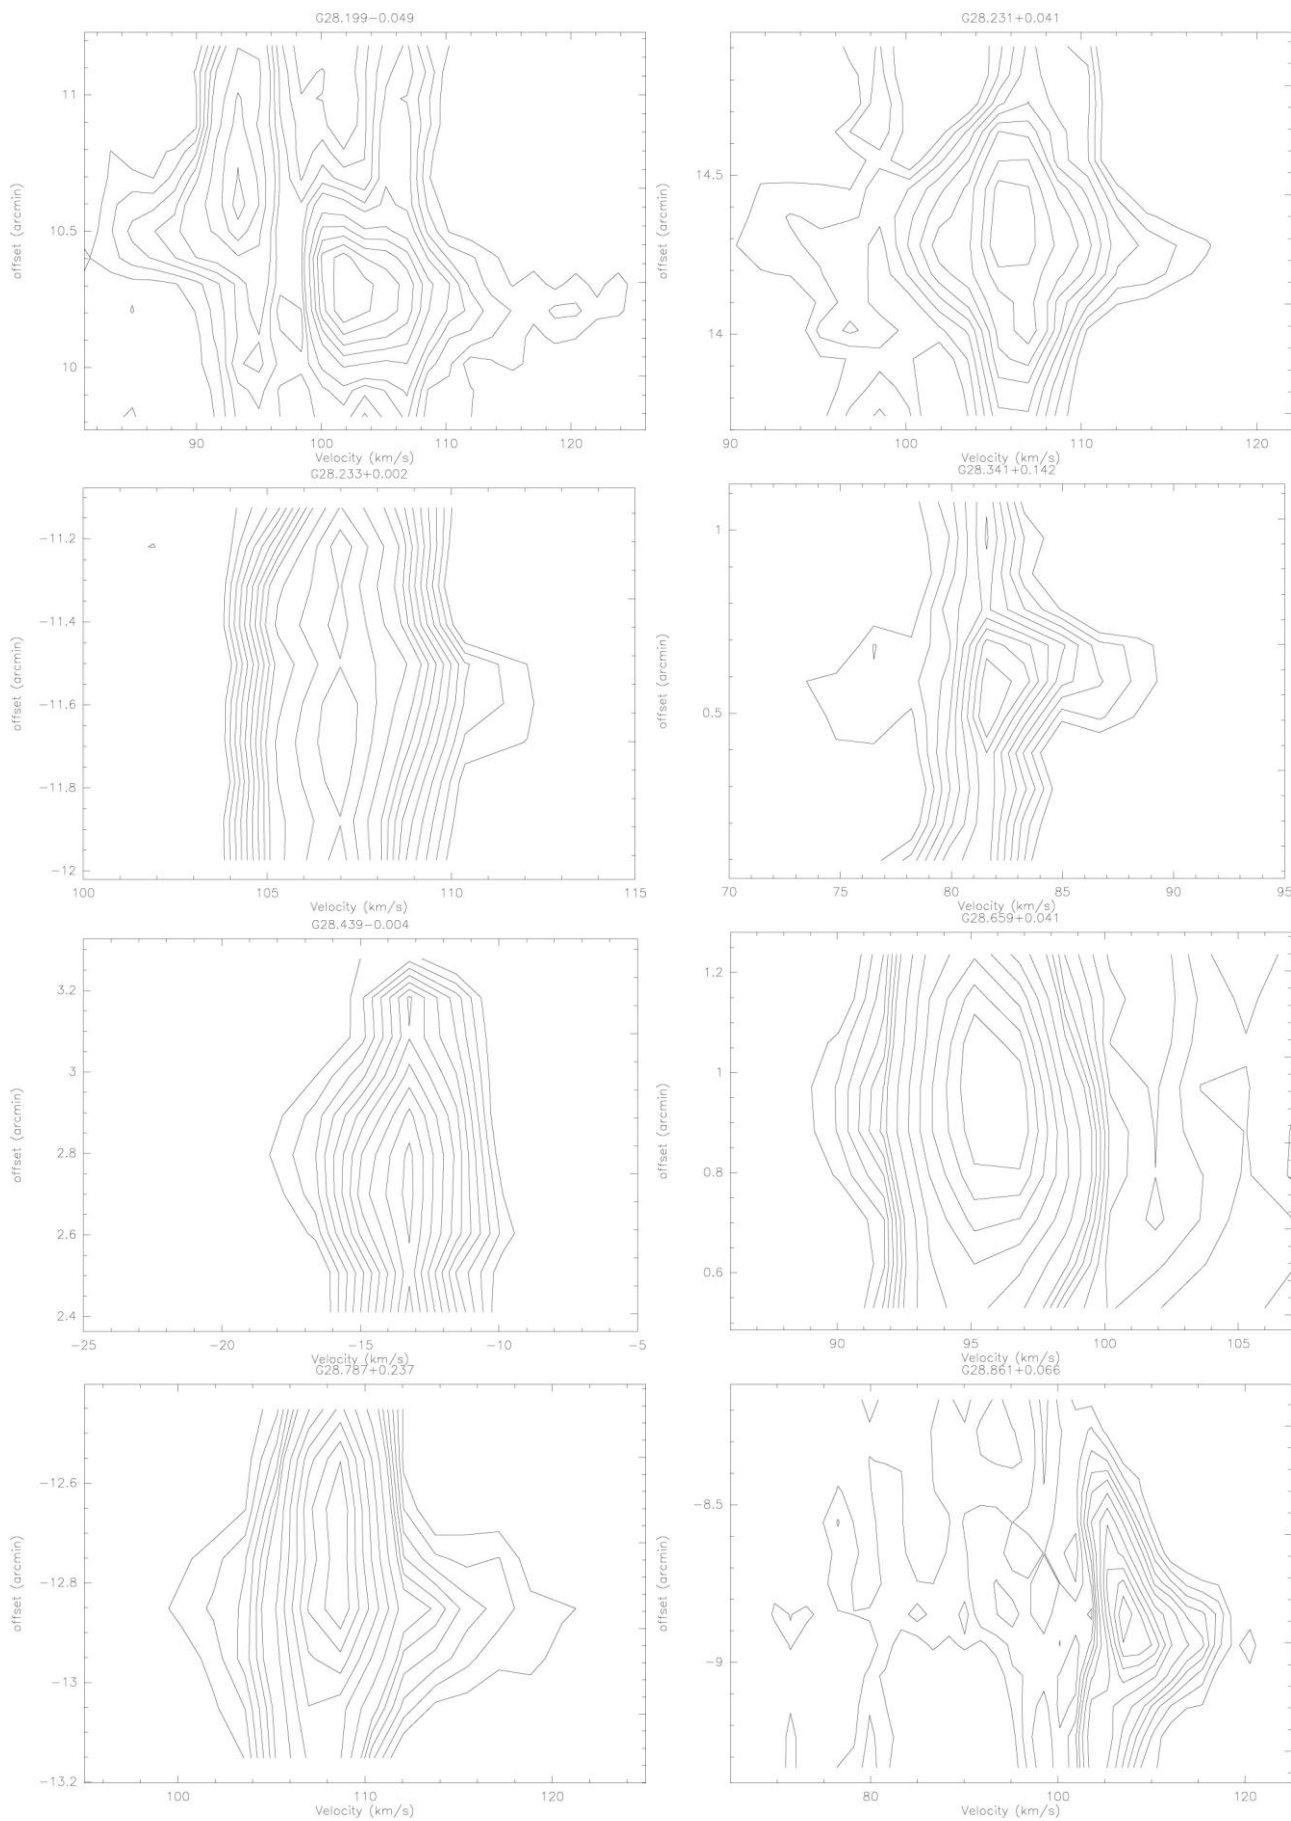 G28.199−0.049
11
10.5
10
offset (arcmin)
90 100 110 120
Velocity (km/s)
G28.231+0.041
14.5
14
offset (arcmin)
90 100 110 120
Velocity (km/s)
G28.233+0.002
−11.2
−11.4
−11.6
−11.8
−12
offset (arcmin)
100 105 110 115
Velocity (km/s)
G28.341+0.142
1
0.5
offset (arcmin)
70 75 80 85 90 95
Velocity (km/s)
G28.439−0.004
3.2
3
2.8
2.6
2.4
offset (arcmin)
−25 −20 −15 −10 −5
Velocity (km/s)
G28.659+0.041
1.2
1
0.8
0.6
offset (arcmin)
90 95 100 105
Velocity (km/s)
G28.787+0.237
−12.6
−12.8
−13
−13.2
offset (arcmin)
100 110 120
Velocity (km/s)
G28.861+0.066
−8.5
−9
offset (arcmin)
80 100 120
Velocity (km/s)